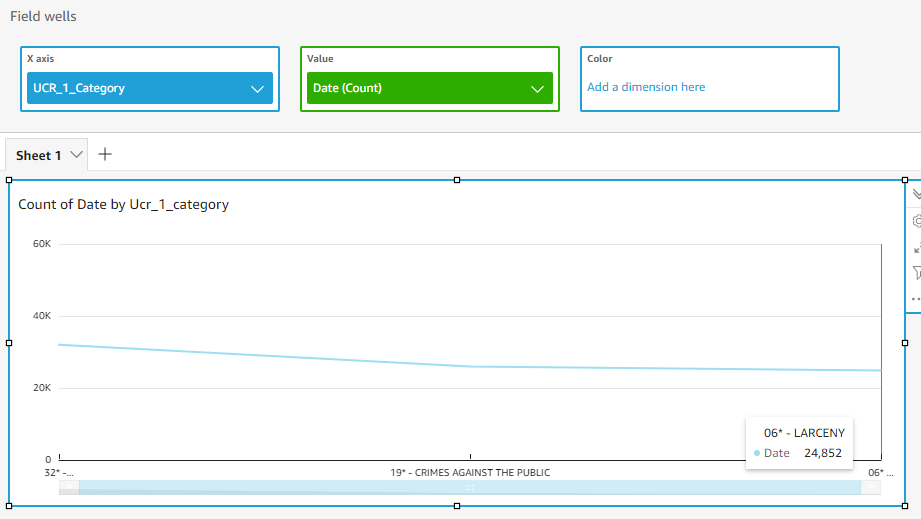 Field wells
X axis
Value
Color
UCR_1_Category
Date (Count)
Add a dimension here
Sheet 1
Count of Date by Ucr_1_category
60K
40K
20K
0
06* - LARCENY
Date 24,852
32* -...
19* - CRIMES AGAINST THE PUBLIC
06* ...